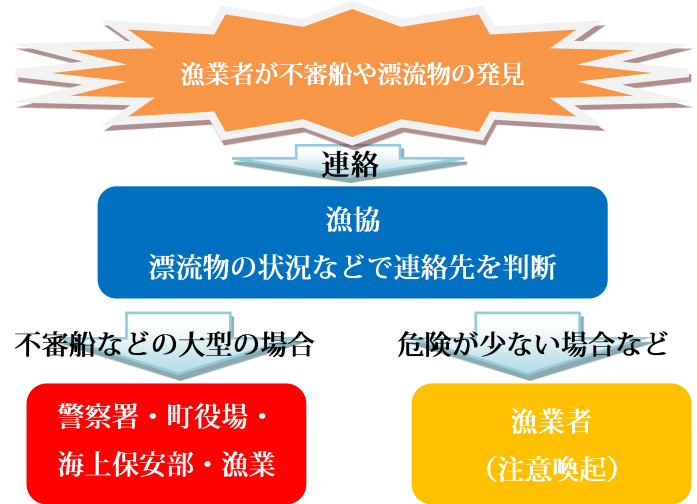 漁業者が不審船や漂流物の発見
連絡
漁協
漂流物の状況などで連絡先を判断
不審船などの大型の場合
危険が少ない場合など
警察署・町役場・
海上保安部・漁業
漁業者
（注意喚起）